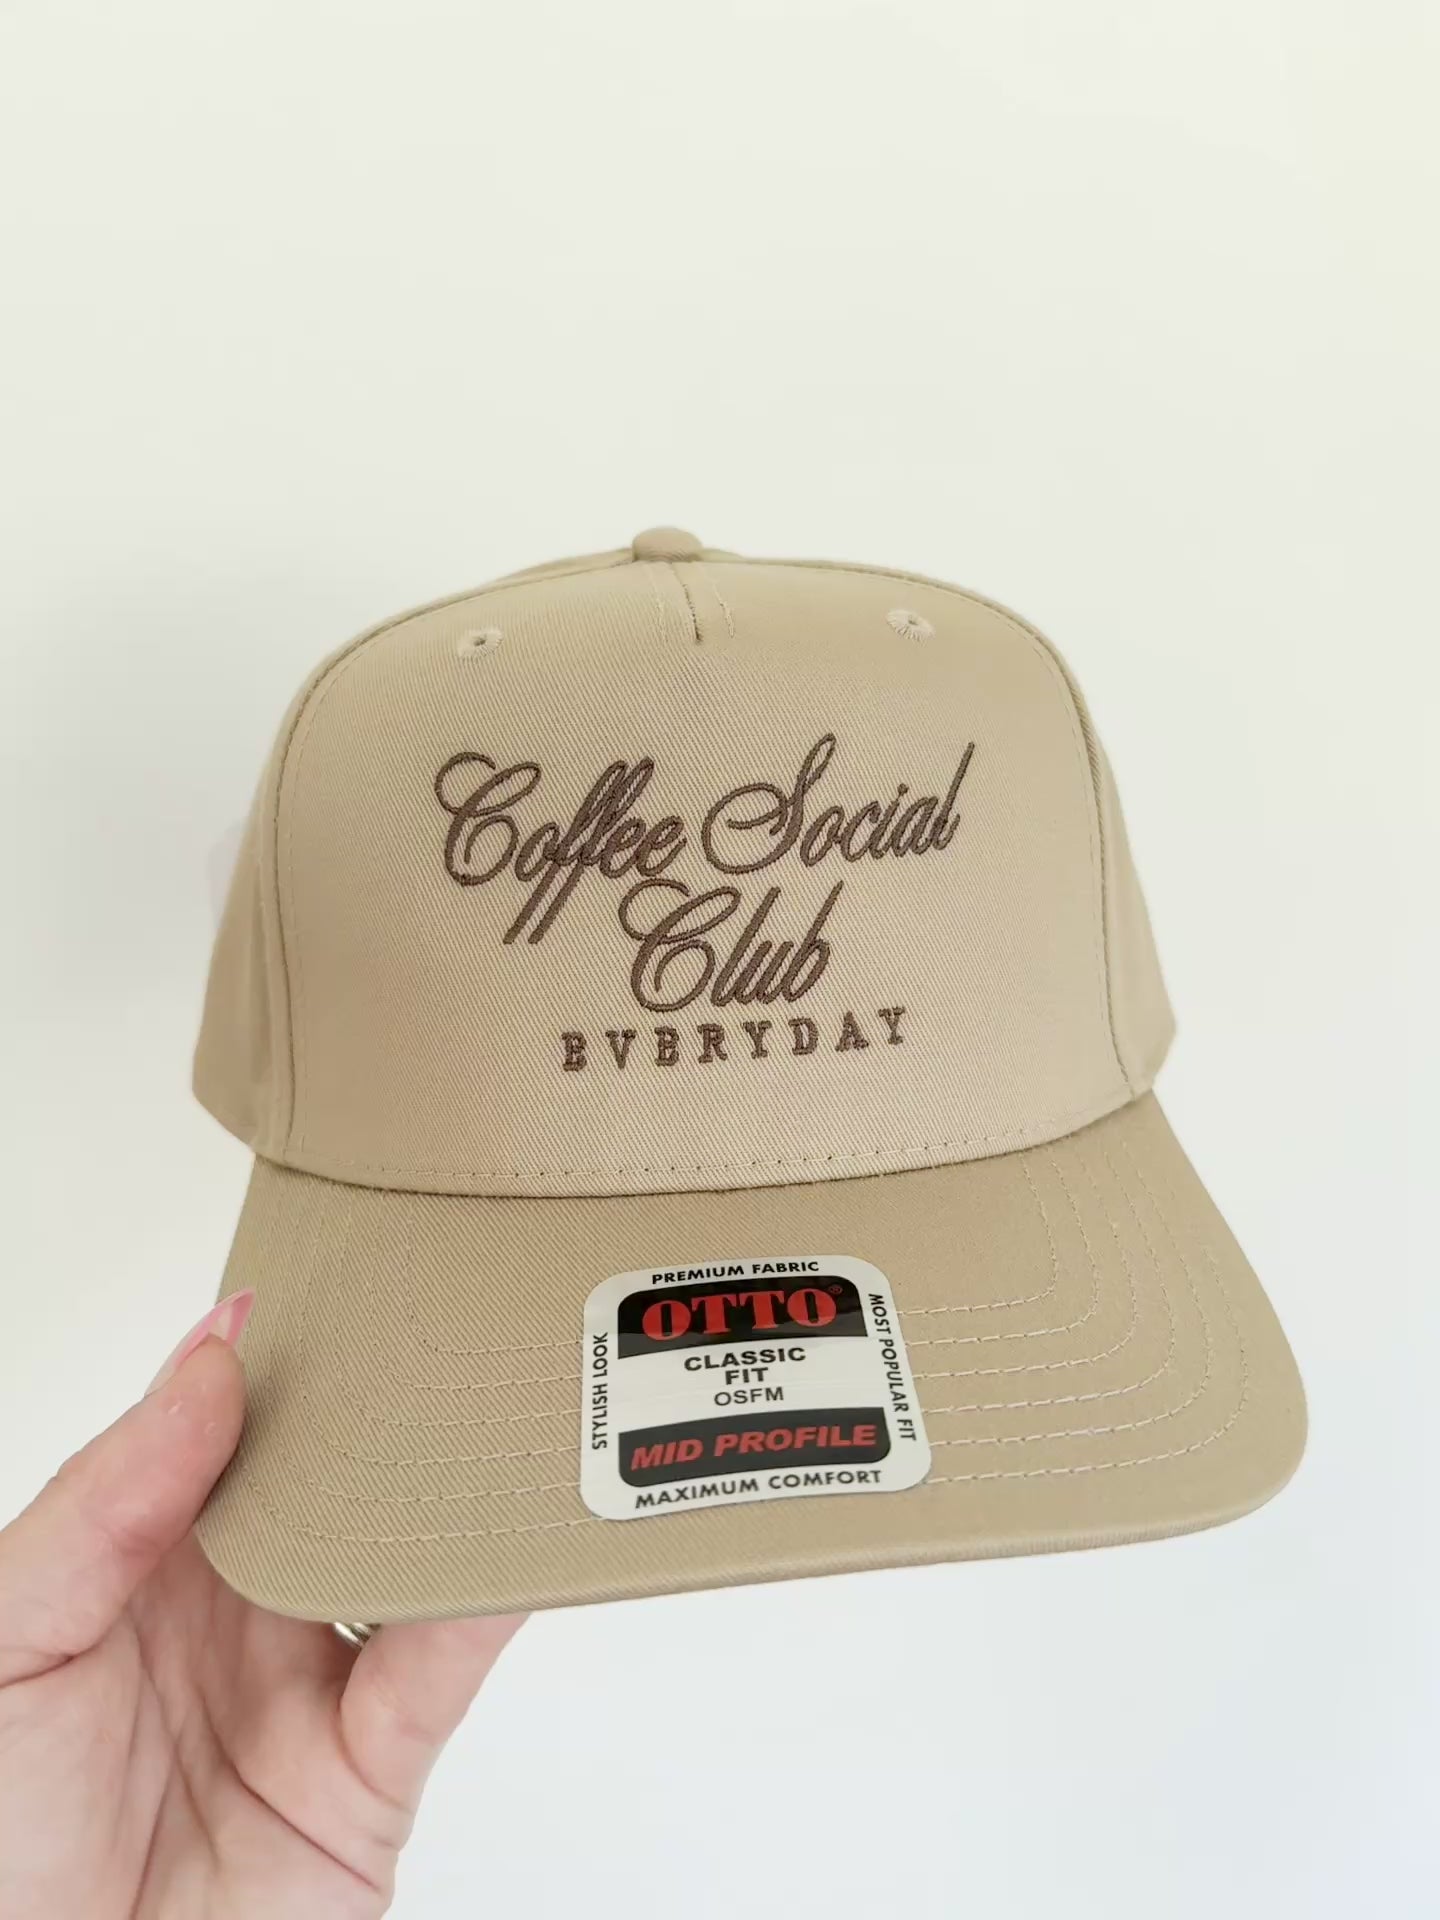 Coffee Social
Club
EVERYDAY
PREMIUM FABRIC
OTTO®
CLASSIC
FIT
OSFM
MID PROFILE
MAXIMUM COMFORT
STYLISH LOOK
MOST POPULAR FIT